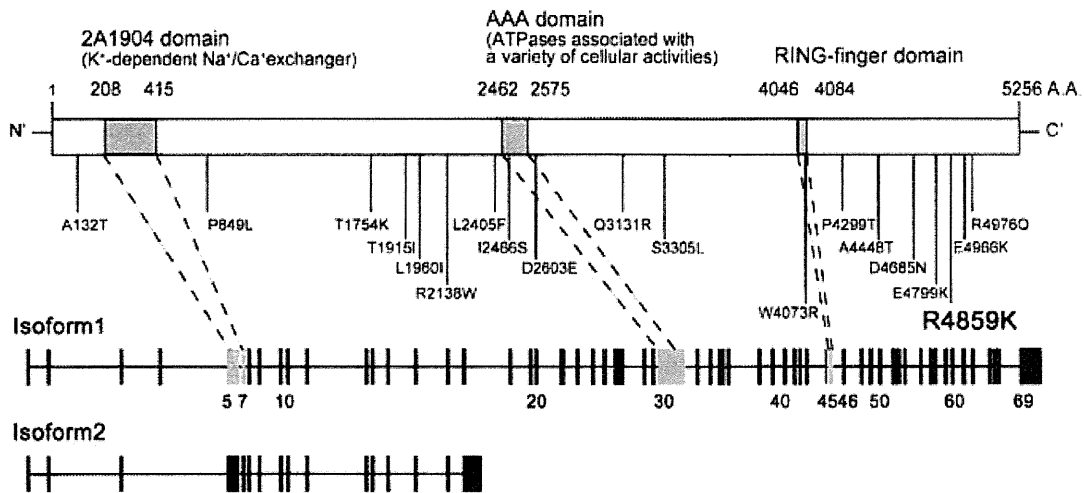 2A1904 domain
(K⁺-dependent Na⁺/Ca⁺exchanger)
AAA domain
(ATPases associated with
a variety of cellular activities)
RING-finger domain
1 208 415 2462 2575 4046 4084 5256 A.A.
N' C'
A132T P849L T1754K L2405F Q3131R P4299T R4976Q
T1915I I2466S S3305L A4448T E4966K
L1960I D2603E D4685N
R2138W E4799K
W4073R R4859K
Isoform1
5 7 10 20 30 40 45 46 50 60 69
Isoform2